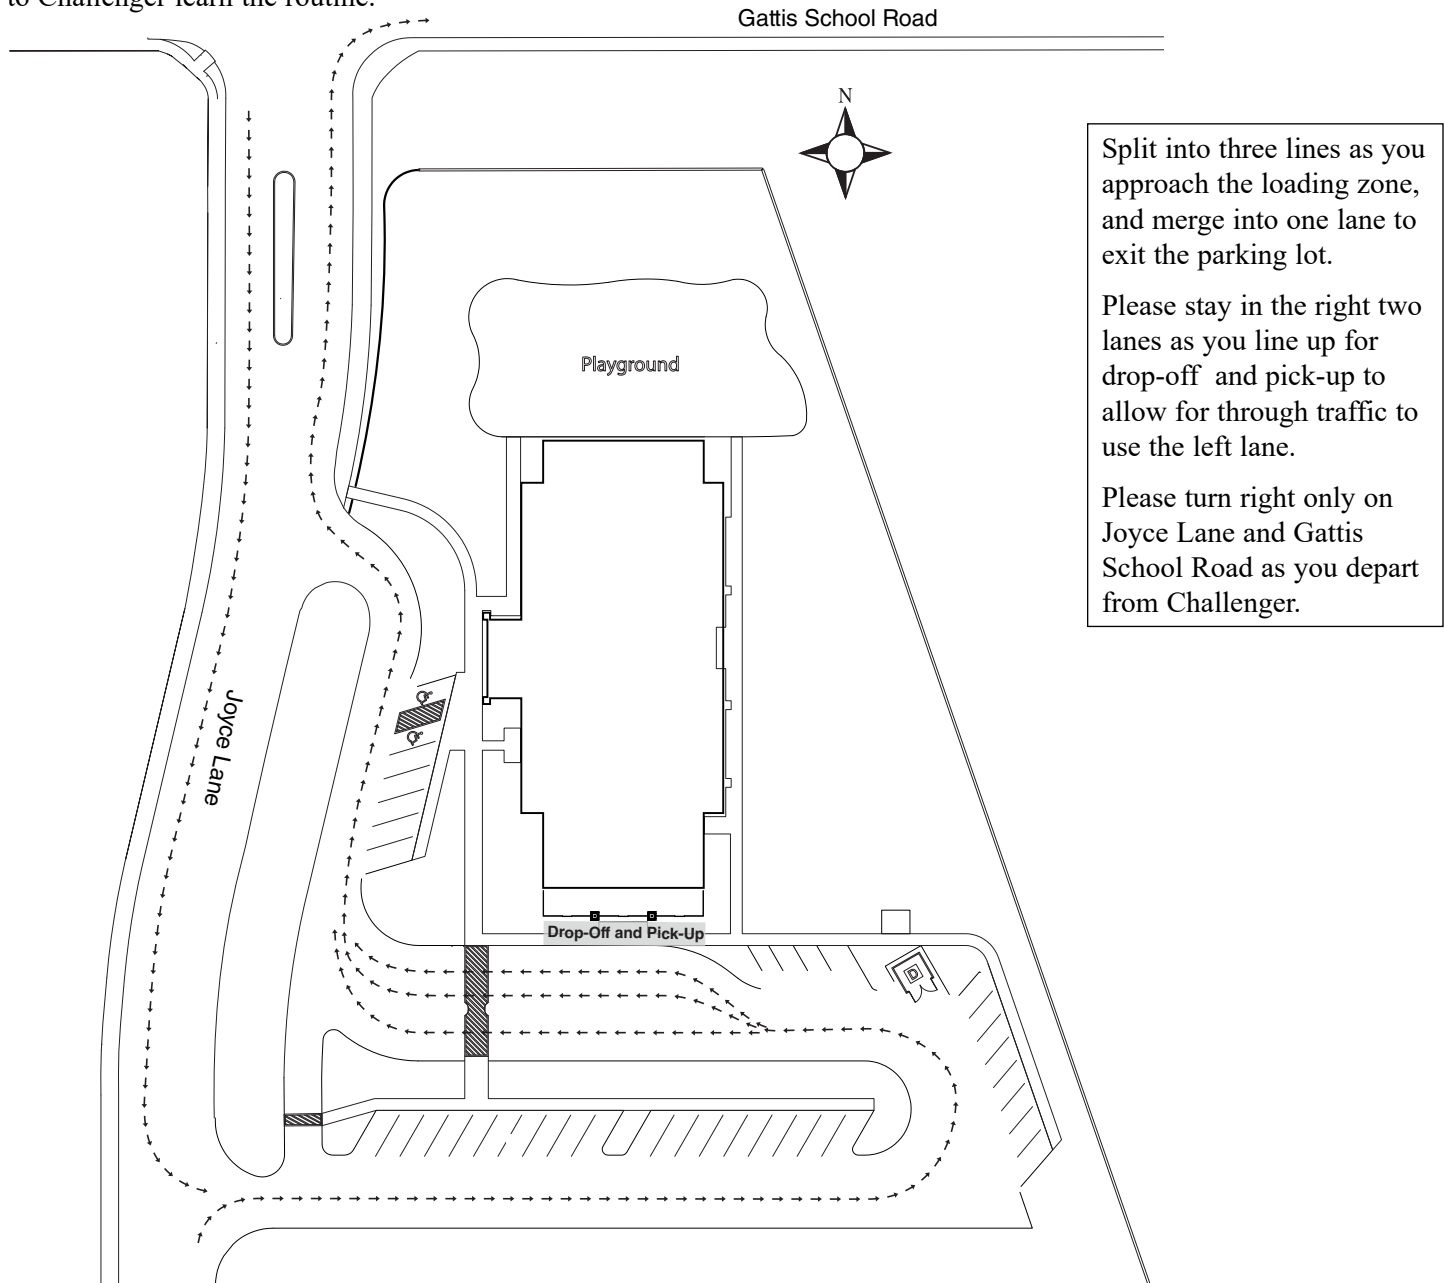 to Challenger learn the routine.
Gattis School Road
N
Split into three lines as you
approach the loading zone,
and merge into one lane to
exit the parking lot.
Please stay in the right two
lanes as you line up for
drop-off and pick-up to
allow for through traffic to
use the left lane.
Please turn right only on
Joyce Lane and Gattis
School Road as you depart
from Challenger.
Playground
Joyce Lane
Drop-Off and Pick-Up
D